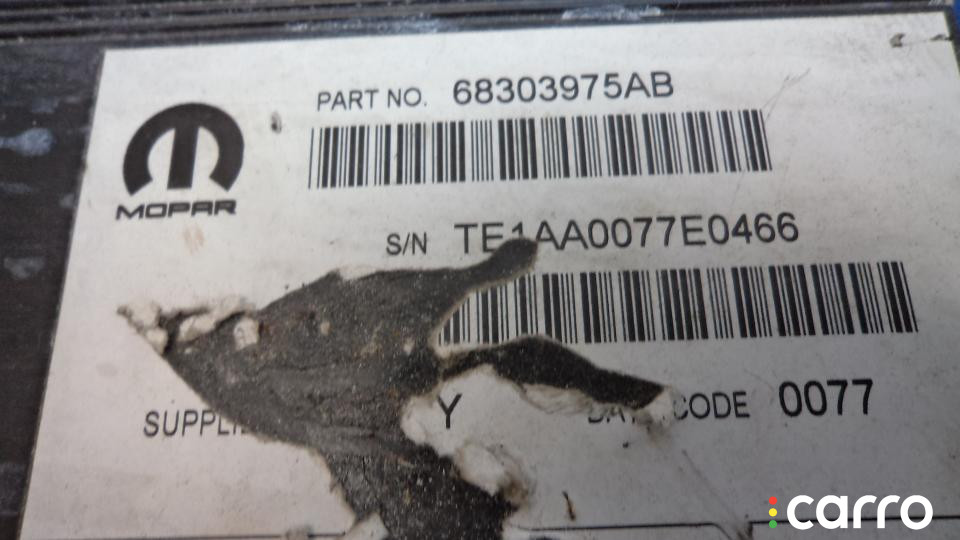 PART NO. 68303975AB
MOPAR
S/N TE1AA0077E0466
Y CODE 0077
carro